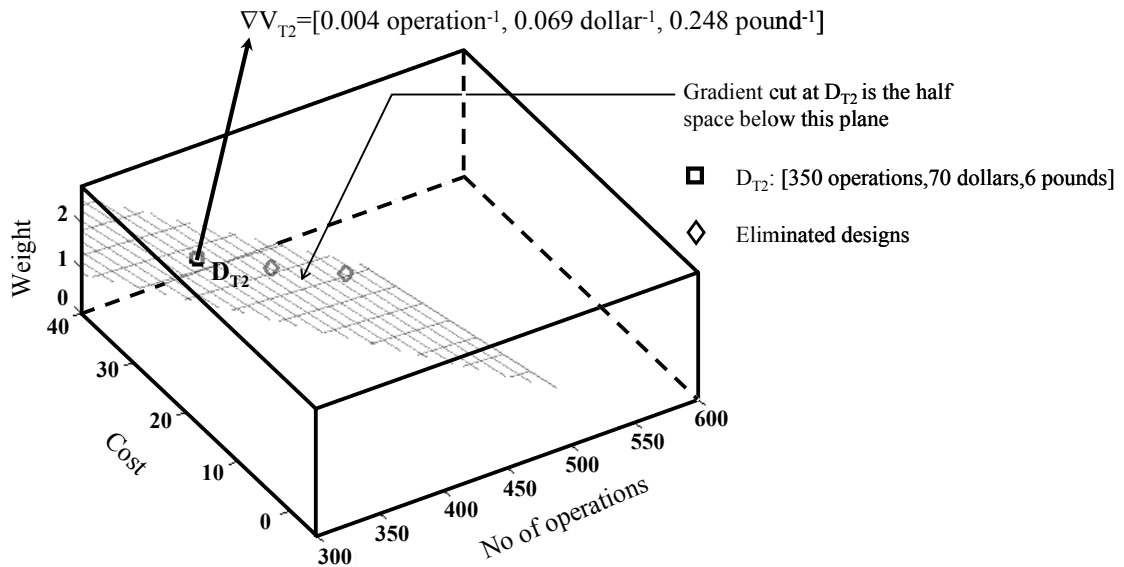 ∇V_T2=[0.004 operation⁻¹, 0.069 dollar⁻¹, 0.248 pound⁻¹]
Gradient cut at D_T2 is the half
space below this plane
D_T2: [350 operations,70 dollars,6 pounds]
Eliminated designs
D_T2
Weight
2
1
0
40
30
20
10
0
Cost
300
350
400
450
500
550
600
No of operations